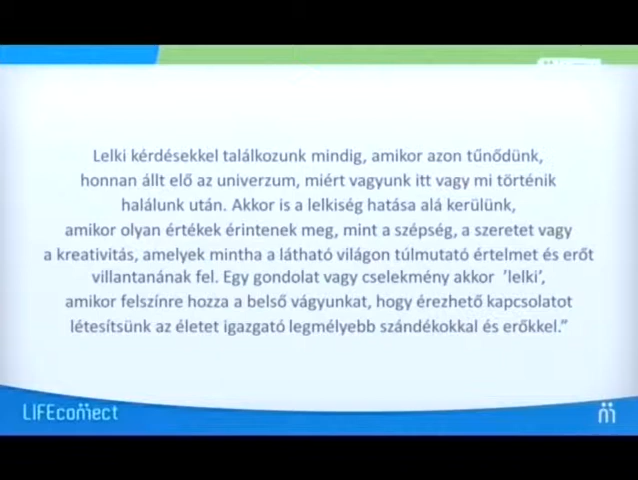 Lelki kérdésekkel találkozunk mindig, amikor azon tűnődünk,
honnan állt elő az univerzum, miért vagyunk itt vagy mi történik
halálunk után. Akkor is a lelkiség hatása alá kerülünk,
amikor olyan értékek érintenek meg, mint a szépség, a szeretet vagy
a kreativitás, amelyek mintha a látható világon túlmutató értelmet és erőt
villantanának fel. Egy gondolat vagy cselekmény akkor 'lelki',
amikor felszínre hozza a belső vágyunkat, hogy érezhető kapcsolatot
létesítsünk az életet igazgató legmélyebb szándékokkal és erőkkel.”
LIFEconnect